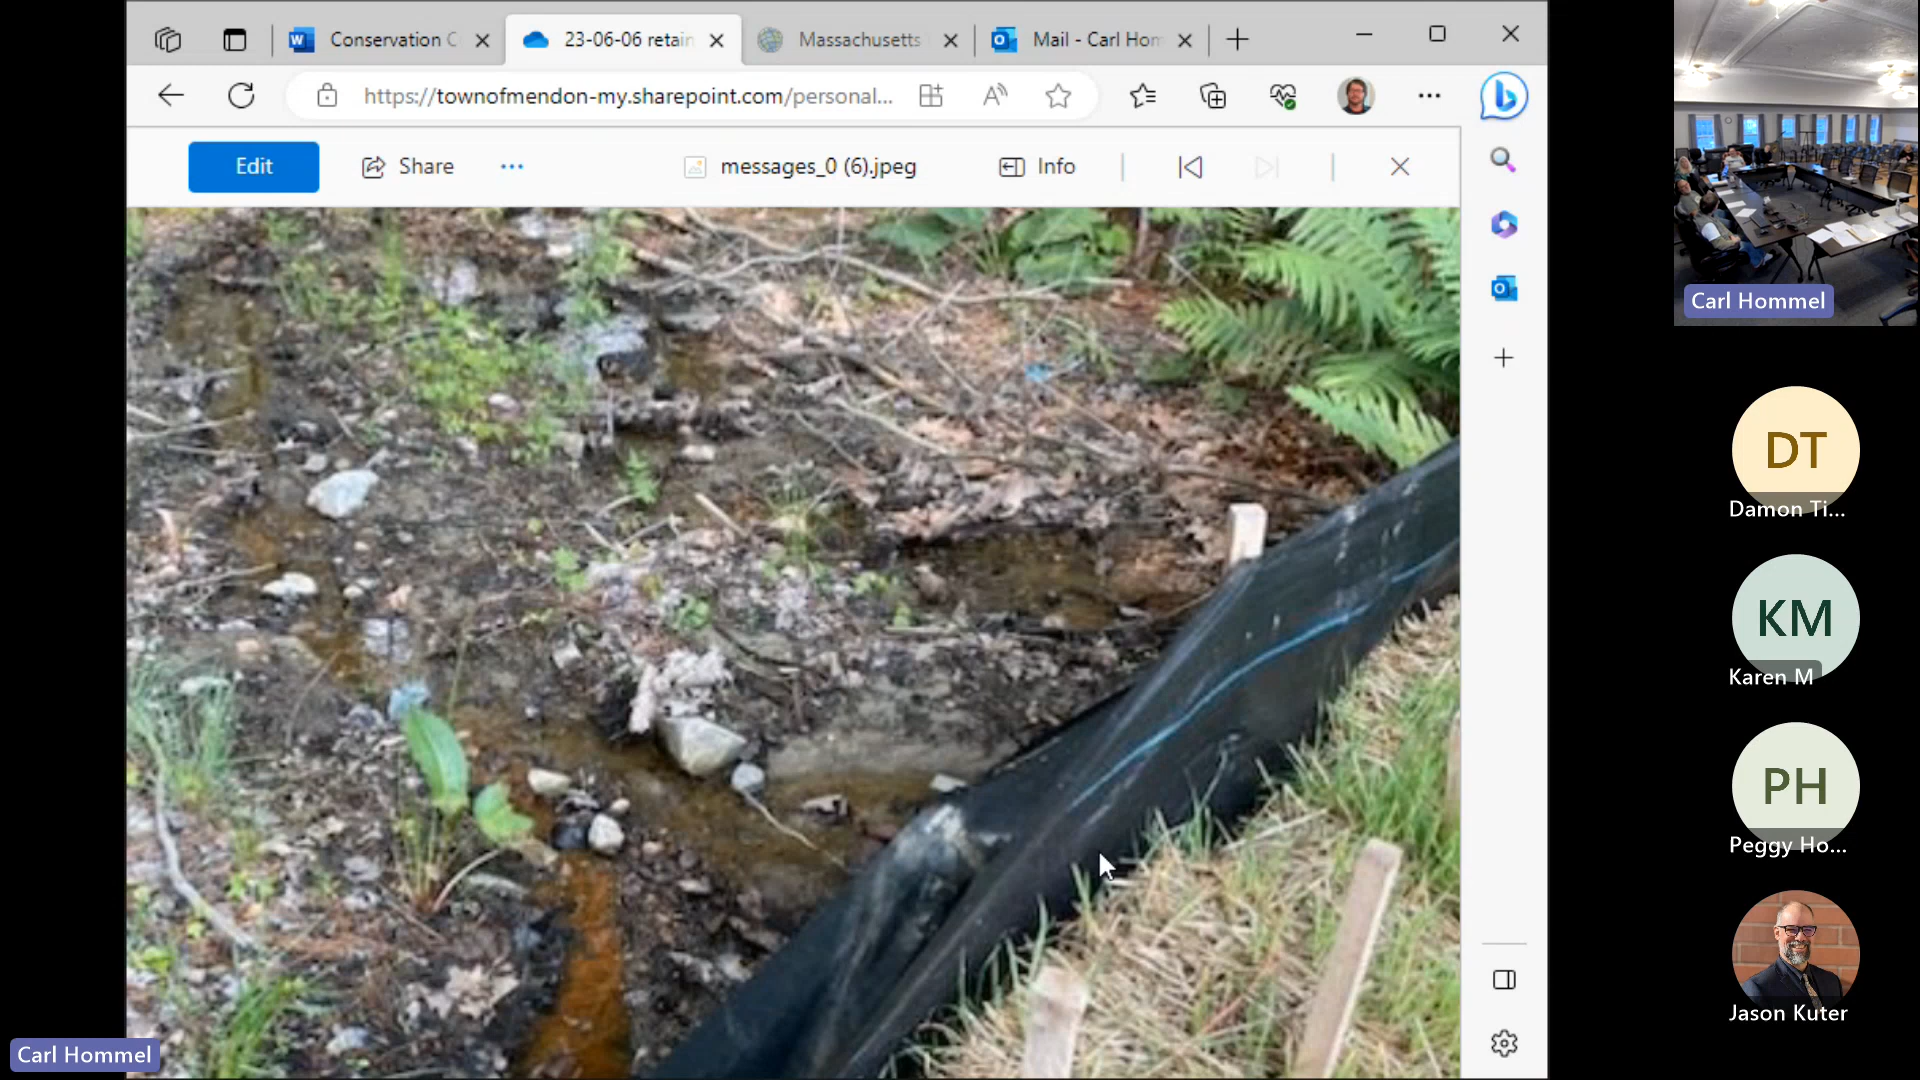 Conservation C
23-06-06 retain
Massachusetts
Mail - Carl Hom
https://townofmendon-my.sharepoint.com/personal...
Edit
Share
messages_0 (6).jpeg
Info
Carl Hommel
DT
Damon Ti...
KM
Karen M
PH
Peggy Ho...
Jason Kuter
Carl Hommel